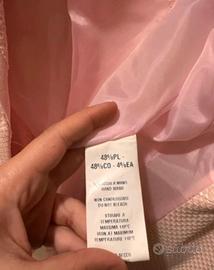 48%PL-
48%CO-4%EA
LAVARE A MANO
HAND WASH
NON CANDEGGIARE
DO NOT BLEACH
STIRARE A
TEMPERATURA
MASSIMA 110°C
IRON AT MAXIMUM
TEMPERATURE 110°C
subito